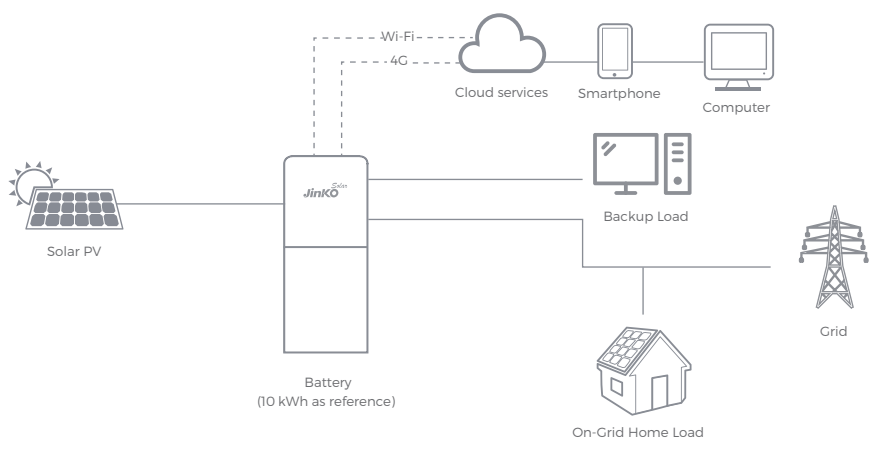 Wi-Fi
4G
Cloud services
Smartphone
Computer
Solar
JinKO
Backup Load
Solar PV
Grid
Battery
(10 kWh as reference)
On-Grid Home Load